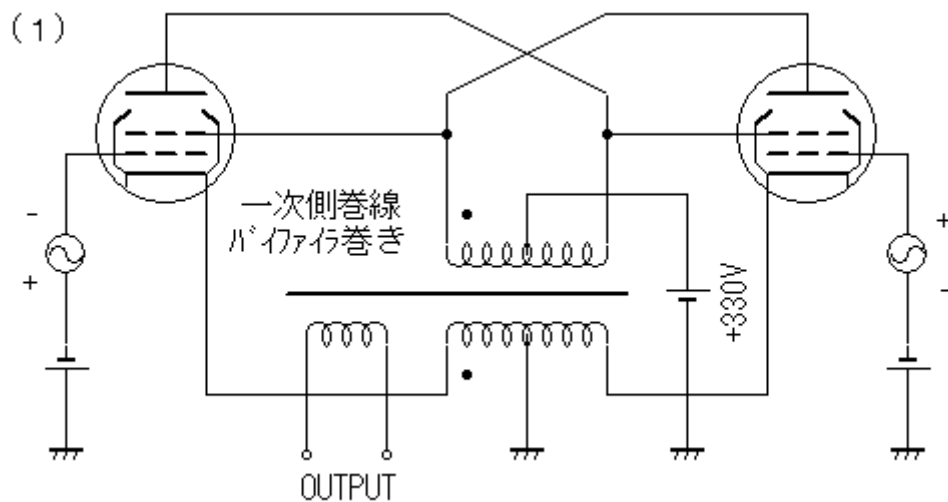 (1)
一次側巻線
バイファイラ巻き
-
+
+
-
+330V
OUTPUT